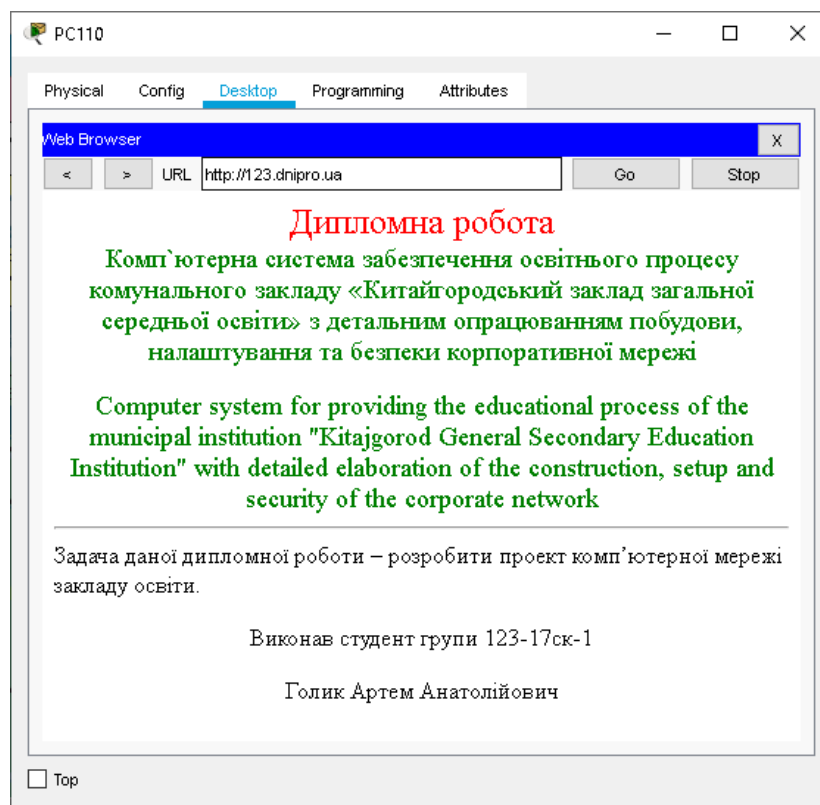 PC110
Physical Config Desktop Programming Attributes
Web Browser X
< > URL http://123.dnipro.ua Go Stop
Дипломна робота
Комп`ютерна система забезпечення освітнього процесу
комунального закладу «Китайгородський заклад загальної
середньої освіти» з детальним опрацюванням побудови,
налаштування та безпеки корпоративної мережі
Computer system for providing the educational process of the
municipal institution "Kitajgorod General Secondary Education
Institution" with detailed elaboration of the construction, setup and
security of the corporate network
Задача даної дипломної роботи – розробити проект комп’ютерної мережі
закладу освіти.
Виконав студент групи 123-17ск-1
Голик Артем Анатолійович
Top